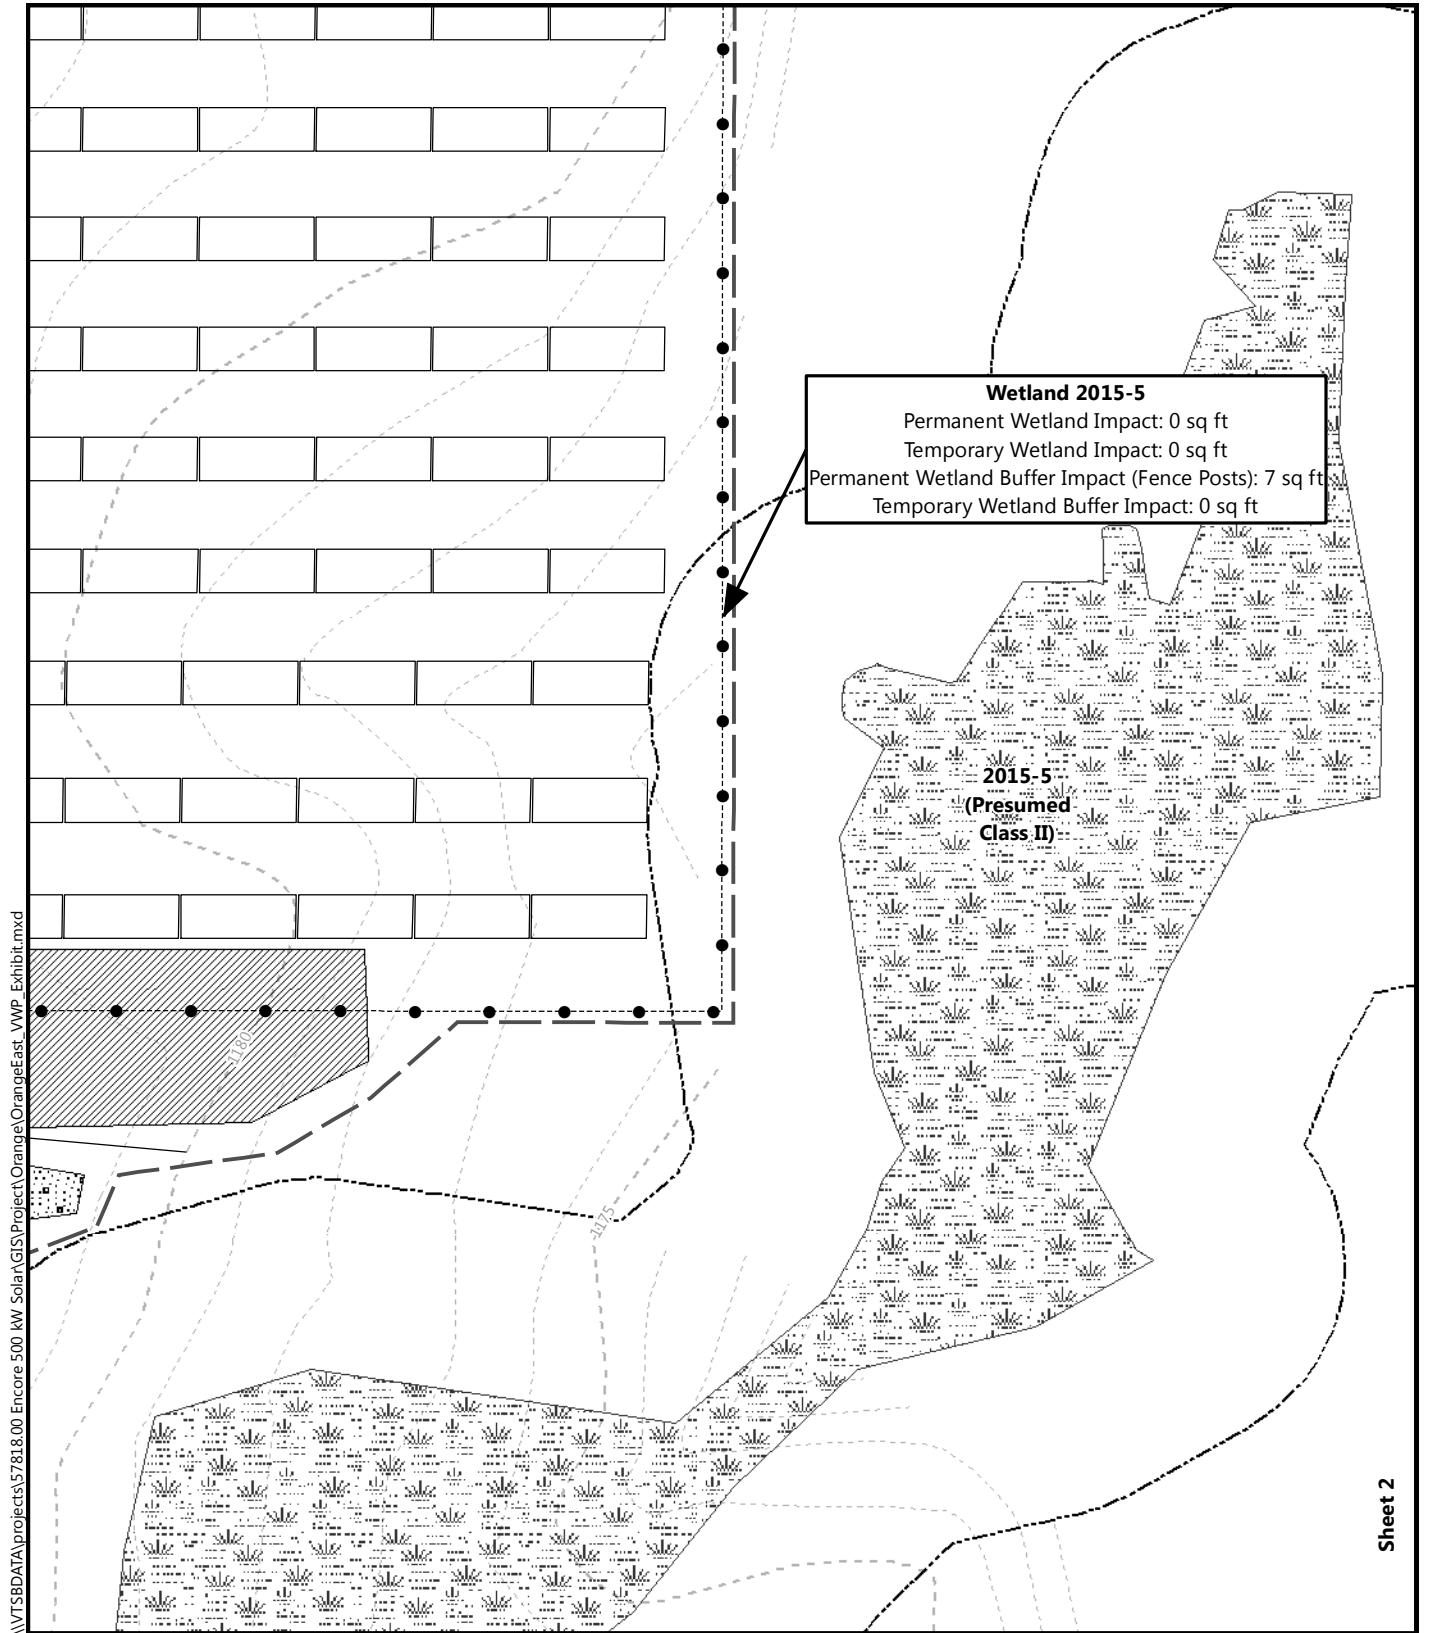 Wetland 2015-5
Permanent Wetland Impact: 0 sq ft
Temporary Wetland Impact: 0 sq ft
Permanent Wetland Buffer Impact (Fence Posts): 7 sq ft
Temporary Wetland Buffer Impact: 0 sq ft
2015-5
(Presumed
Class II)
1180
1175
Sheet 2
\\VTSBDATA\projects\57818.00 Encore 500 kW Solar\GIS\Project\Orange\OrangeEast_VWP_Exhibit.mxd